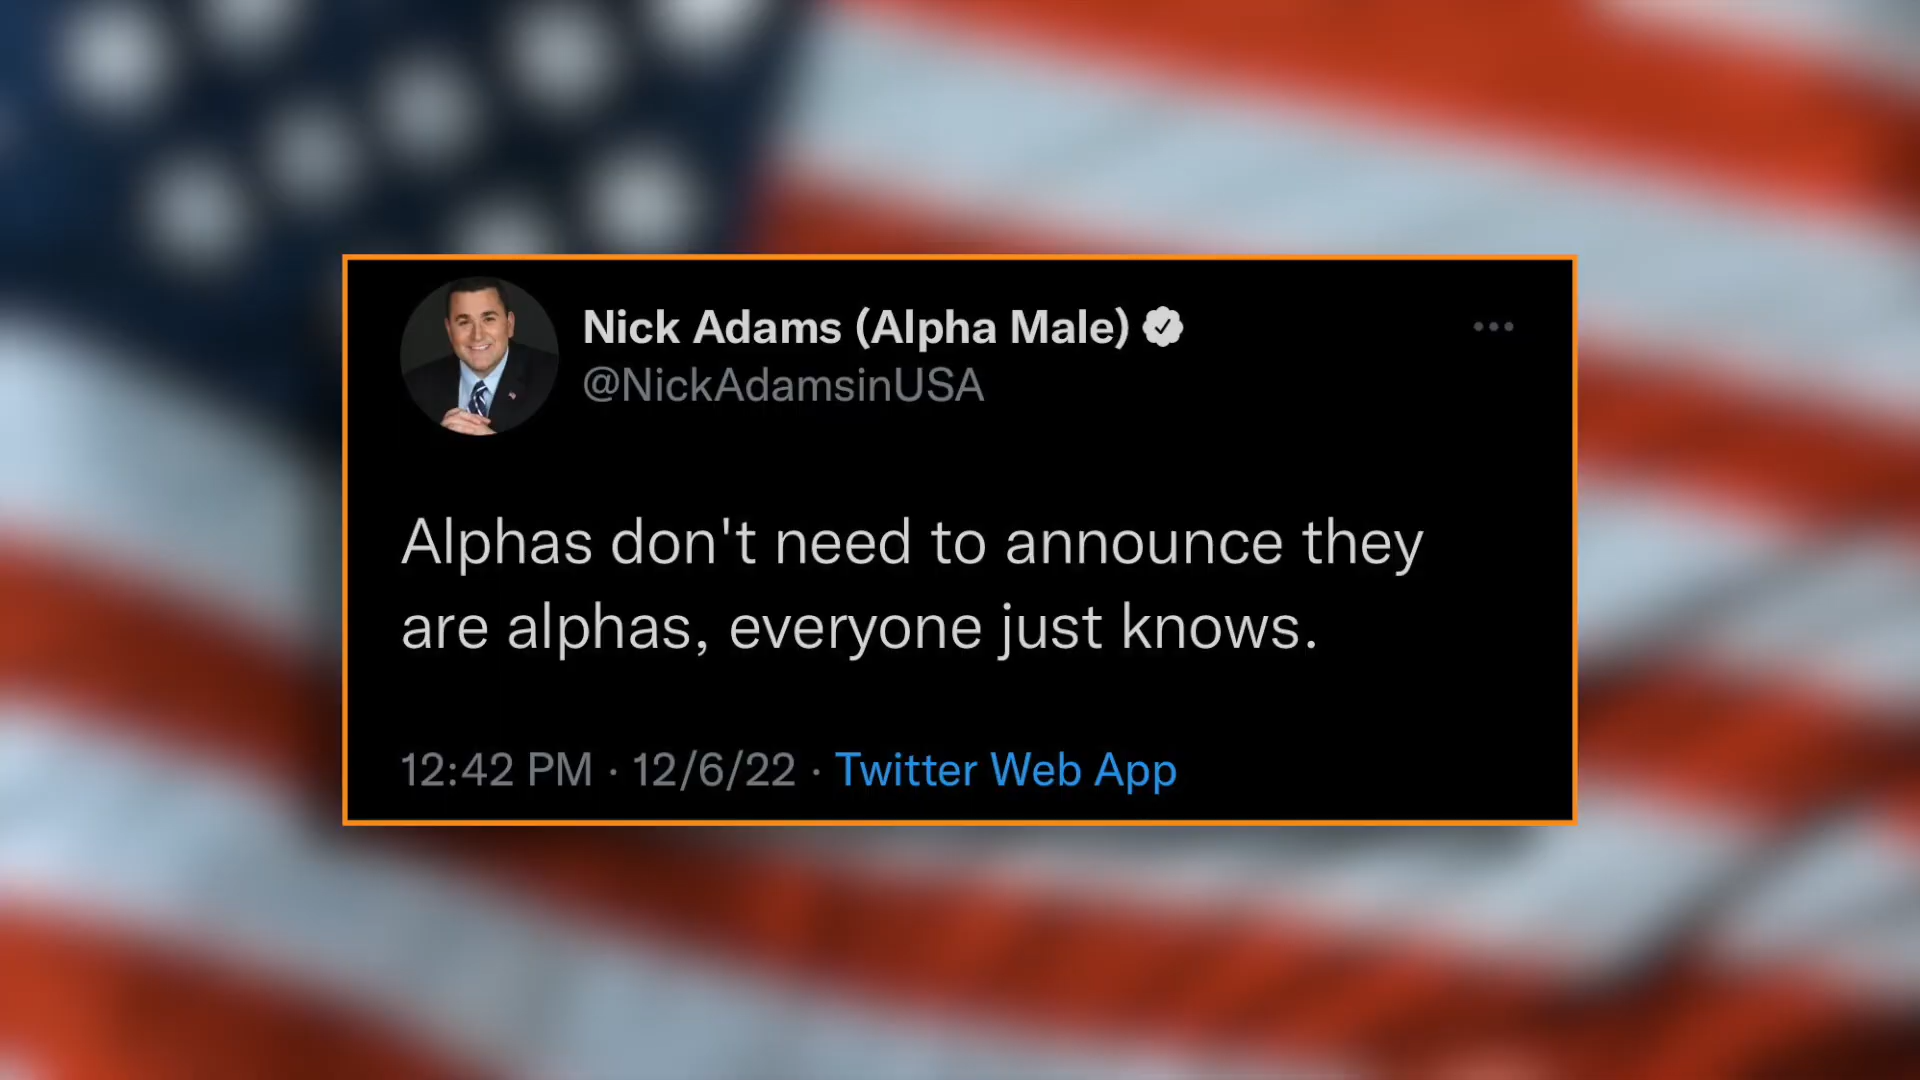 Nick Adams (Alpha Male)
@NickAdamsinUSA
Alphas don't need to announce they
are alphas, everyone just knows.
12:42 PM · 12/6/22 · Twitter Web App